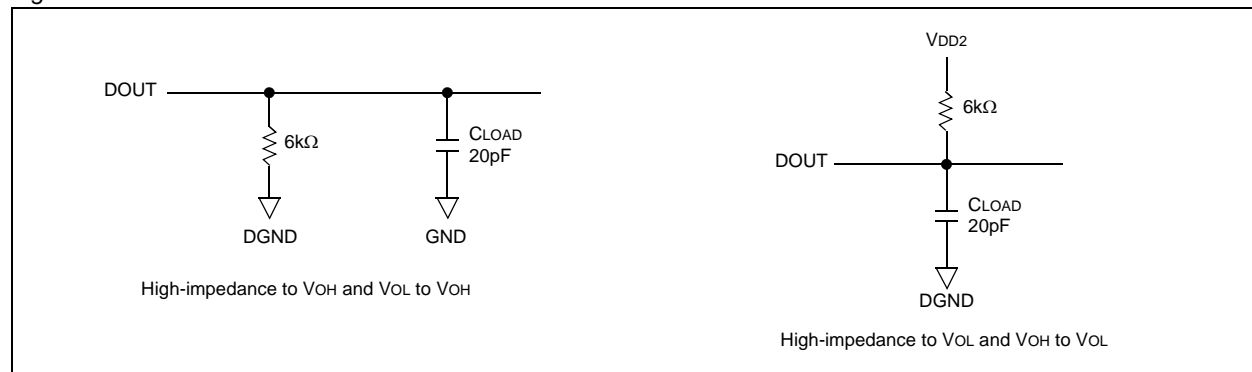 DOUT
6kΩ
CLOAD
20pF
DGND
GND
High-impedance to VOH and VOL to VOH
VDD2
6kΩ
DOUT
CLOAD
20pF
DGND
High-impedance to VOL and VOH to VOL